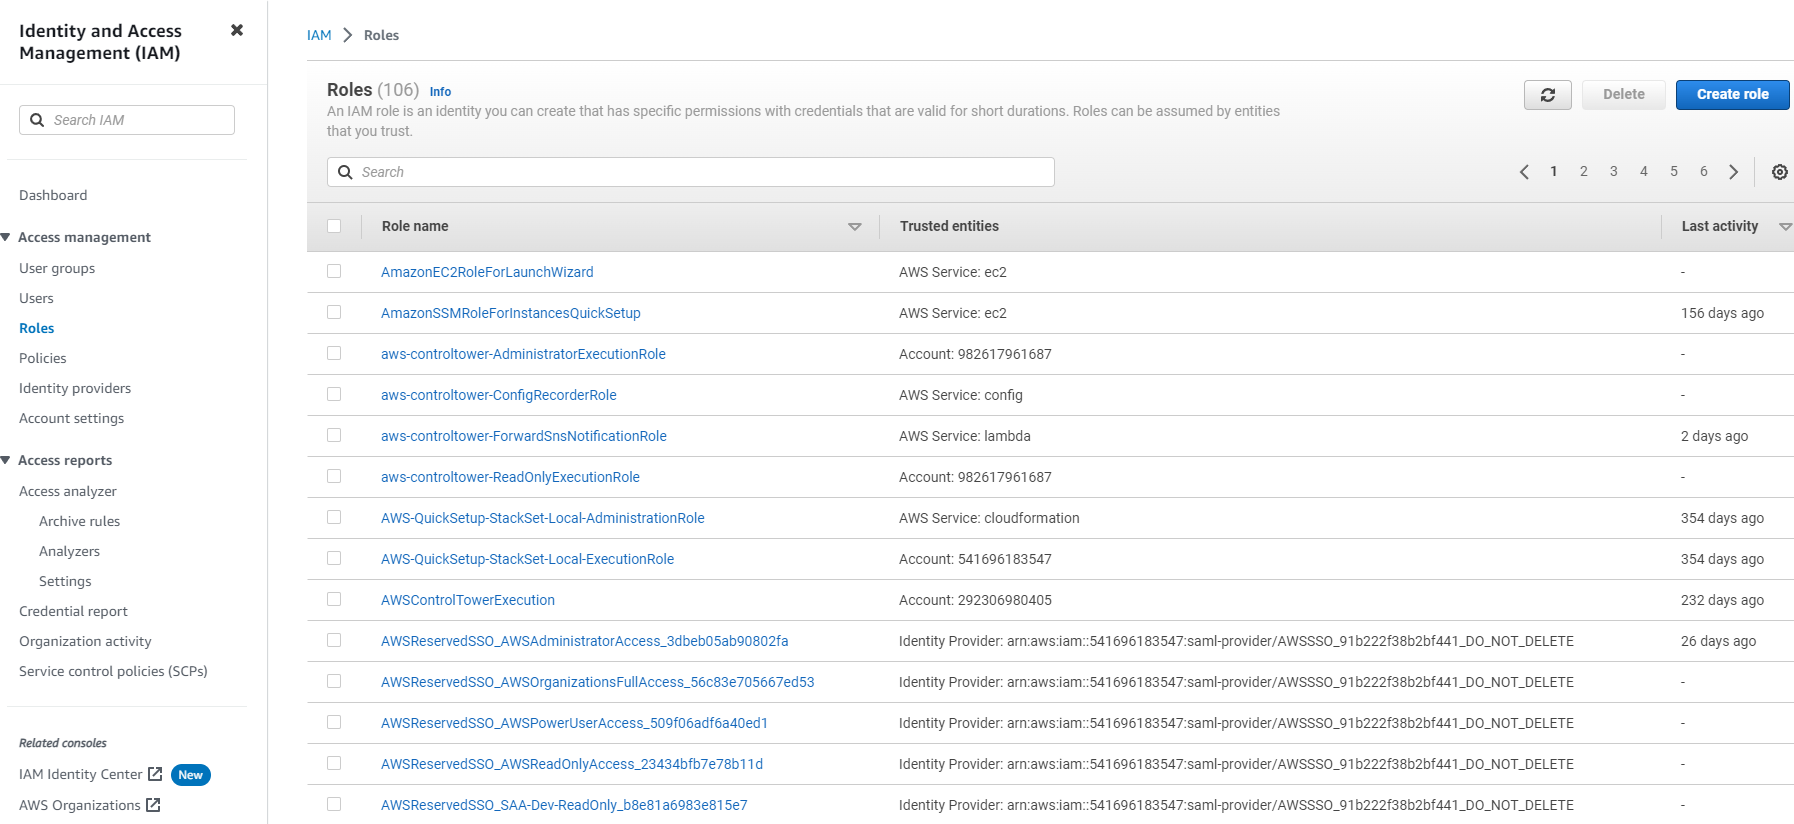 Identity and Access
Management (IAM)
Search IAM
Dashboard
Access management
User groups
Users
Roles
Policies
Identity providers
Account settings
Access reports
Access analyzer
Archive rules
Analyzers
Settings
Credential report
Organization activity
Service control policies (SCPs)
Related consoles
IAM Identity Center New
AWS Organizations
IAM > Roles
Roles (106) Info
An IAM role is an identity you can create that has specific permissions with credentials that are valid for short durations. Roles can be assumed by entities
that you trust.
Delete
Create role
Search
1 2 3 4 5 6
Role name Trusted entities Last activity
AmazonEC2RoleForLaunchWizard AWS Service: ec2 -
AmazonSSMRoleForInstancesQuickSetup AWS Service: ec2 156 days ago
aws-controltower-AdministratorExecutionRole Account: 982617961687 -
aws-controltower-ConfigRecorderRole AWS Service: config -
aws-controltower-ForwardSnsNotificationRole AWS Service: lambda 2 days ago
aws-controltower-ReadOnlyExecutionRole Account: 982617961687 -
AWS-QuickSetup-StackSet-Local-AdministrationRole AWS Service: cloudformation 354 days ago
AWS-QuickSetup-StackSet-Local-ExecutionRole Account: 541696183547 354 days ago
AWSControlTowerExecution Account: 292306980405 232 days ago
AWSReservedSSO_AWSAdministratorAccess_3dbeb05ab90802fa Identity Provider: arn:aws:iam::541696183547:saml-provider/AWSSSO_91b222f38b2bf441_DO_NOT_DELETE 26 days ago
AWSReservedSSO_AWSOrganizationsFullAccess_56c83e705667ed53 Identity Provider: arn:aws:iam::541696183547:saml-provider/AWSSSO_91b222f38b2bf441_DO_NOT_DELETE -
AWSReservedSSO_AWSPowerUserAccess_509f06adf6a40ed1 Identity Provider: arn:aws:iam::541696183547:saml-provider/AWSSSO_91b222f38b2bf441_DO_NOT_DELETE -
AWSReservedSSO_AWSReadOnlyAccess_23434bfb7e78b11d Identity Provider: arn:aws:iam::541696183547:saml-provider/AWSSSO_91b222f38b2bf441_DO_NOT_DELETE -
AWSReservedSSO_SAA-Dev-ReadOnly_b8e81a6983e815e7 Identity Provider: arn:aws:iam::541696183547:saml-provider/AWSSSO_91b222f38b2bf441_DO_NOT_DELETE -